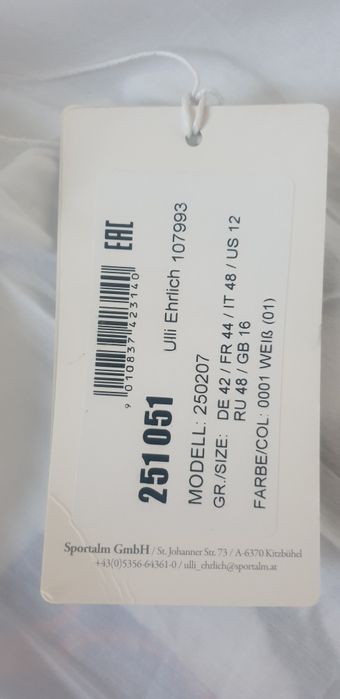 9 010837 423140
EAC
251 051
Ulli Ehrlich 107993
MODELL: 250207
GR./SIZE: DE 42 / FR 44 / IT 48 / US 12
RU 48 / GB 16
FARBE/COL: 0001 WEIß (01)
Sportalm GmbH / St. Johanner Str. 73 / A-6370 Kitzbühel
+43(0)5356-64361-0 / ulli_ehrlich@sportalm.at